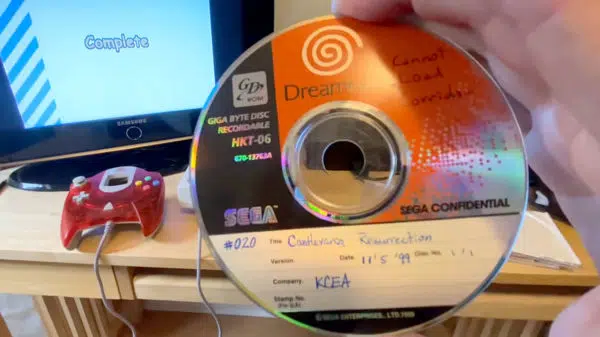 Complete
SAMSUNG
GD
ROM
Dreamcast
Cannot
Load
Corridor
GIGA BYTE DISC
RECORDABLE
HKT-06
670-13763A
SEGA
SEGA CONFIDENTIAL
#020 Title Castlevania Resurrection
Version Date 11'5'99 Disc No. 1/1
Company. KCEA
Stamp No.
© SEGA ENTERPRISES, LTD. 1998